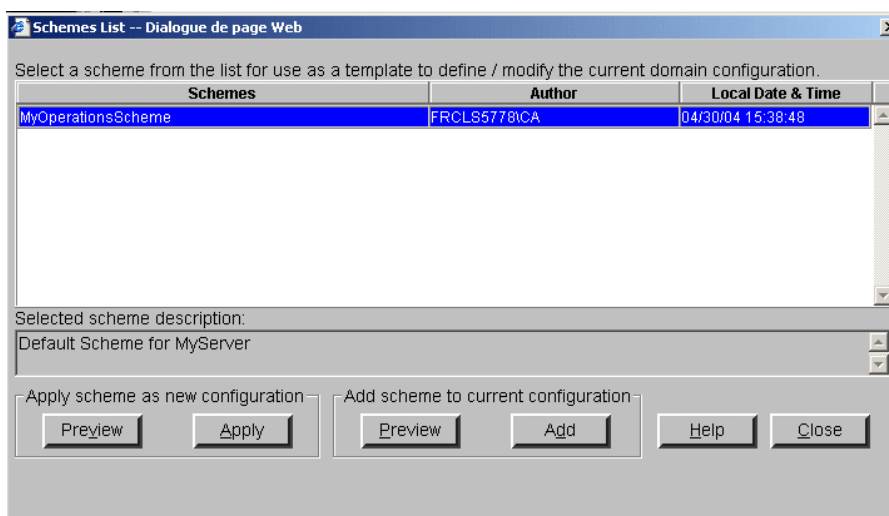 Schemes List -- Dialogue de page Web
Select a scheme from the list for use as a template to define / modify the current domain configuration.
Schemes Author Local Date & Time
MyOperationsScheme FRCLS5778\CA 04/30/04 15:38:48
Selected scheme description:
Default Scheme for MyServer
Apply scheme as new configuration Add scheme to current configuration
Preview Apply Preview Add Help Close